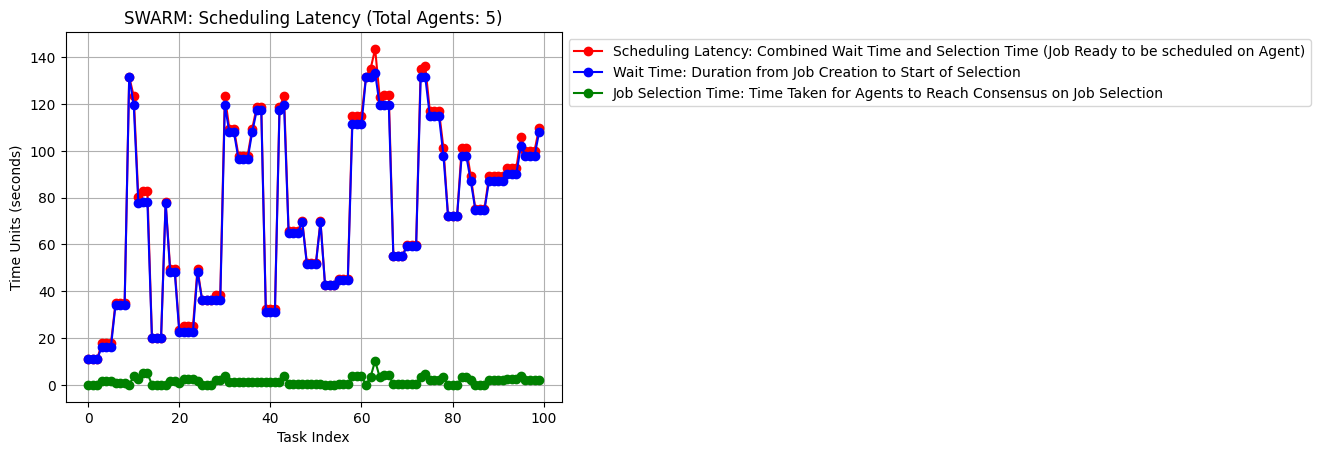 SWARM: Scheduling Latency (Total Agents: 5)
Scheduling Latency: Combined Wait Time and Selection Time (Job Ready to be scheduled on Agent)
Wait Time: Duration from Job Creation to Start of Selection
Job Selection Time: Time Taken for Agents to Reach Consensus on Job Selection
Time Units (seconds)
140
120
100
80
60
40
20
0
0 20 40 60 80 100
Task Index